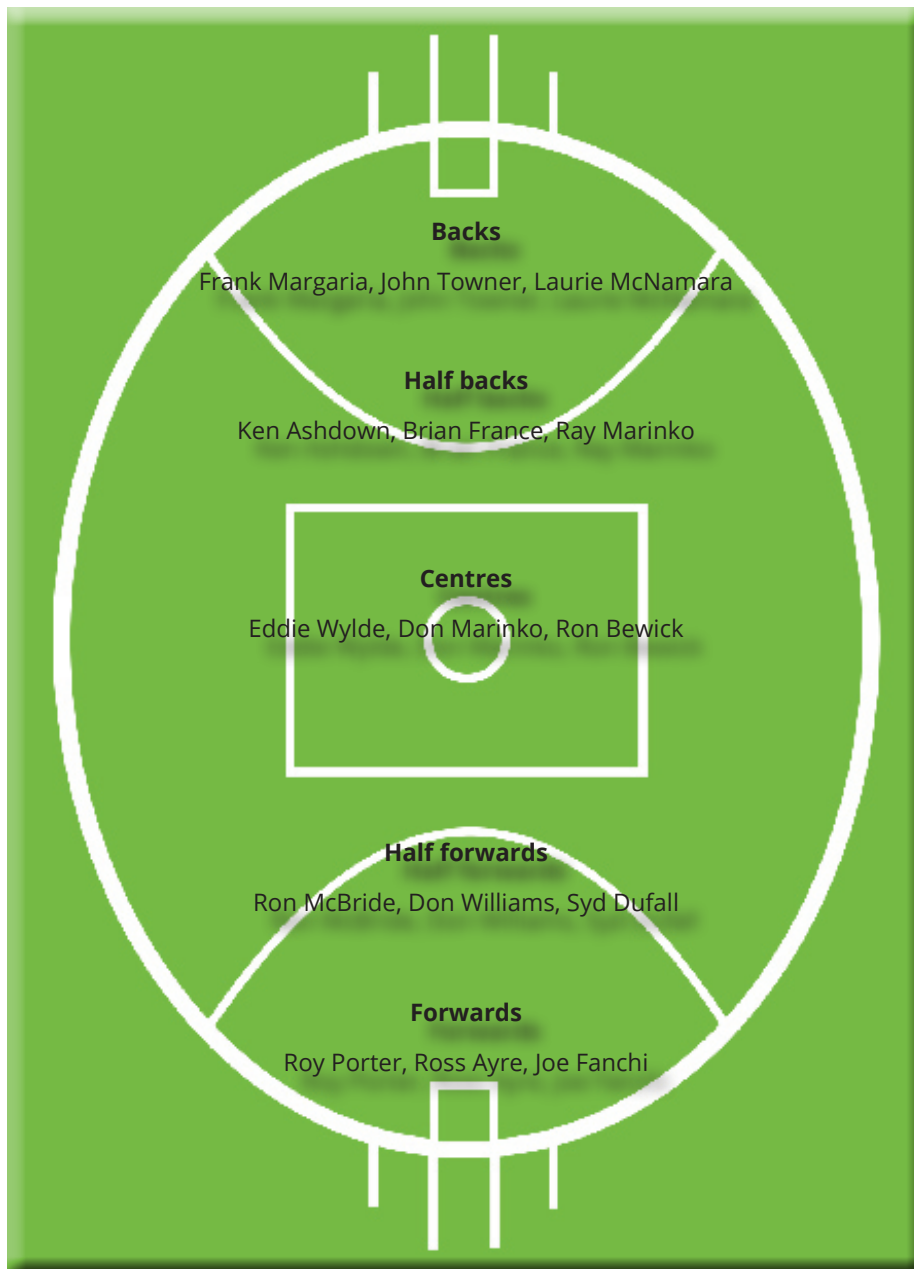 Backs
Frank Margaria, John Towner, Laurie McNamara
Half backs
Ken Ashdown, Brian France, Ray Marinko
Centres
Eddie Wylde, Don Marinko, Ron Bewick
Half forwards
Ron McBride, Don Williams, Syd Dufall
Forwards
Roy Porter, Ross Ayre, Joe Fanchi